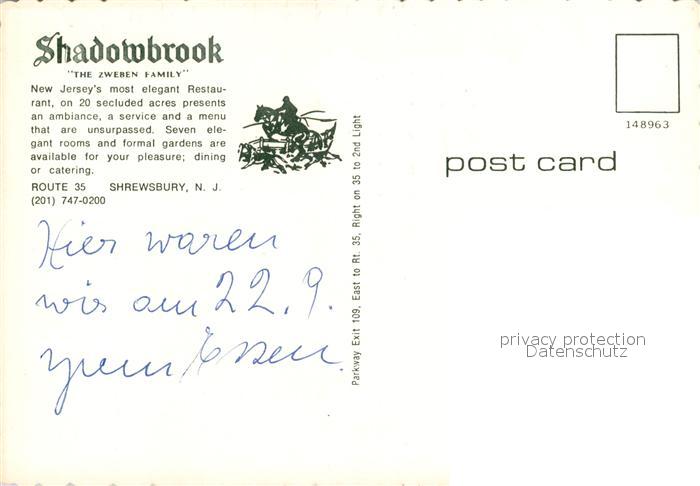 Shadowbrook
"THE ZWEBEN FAMILY"
New Jersey's most elegant Restau-
rant, on 20 secluded acres presents
an ambiance, a service and a menu
that are unsurpassed. Seven ele-
gant rooms and formal gardens are
available for your pleasure; dining
or catering.
ROUTE 35 SHREWSBURY, N. J.
(201) 747-0200
Hier waren
wir am 22. 9.
zum Essen.
Parkway Exit 109, East to Rt. 35, Right on 35 to 2nd Light
148963
post card
privacy protection
Datenschutz